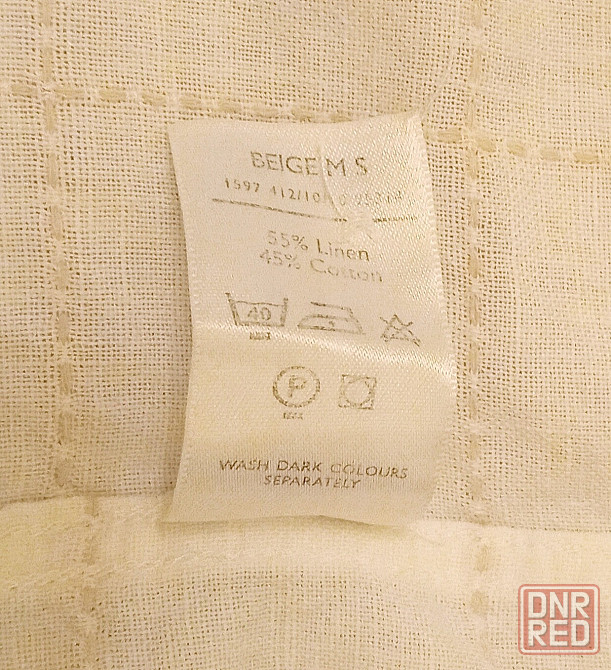 BEIGE M S
1597 412/10
55% Linen
45% Cotton
40
P
WASH DARK COLOURS
SEPARATELY
DNR
RED